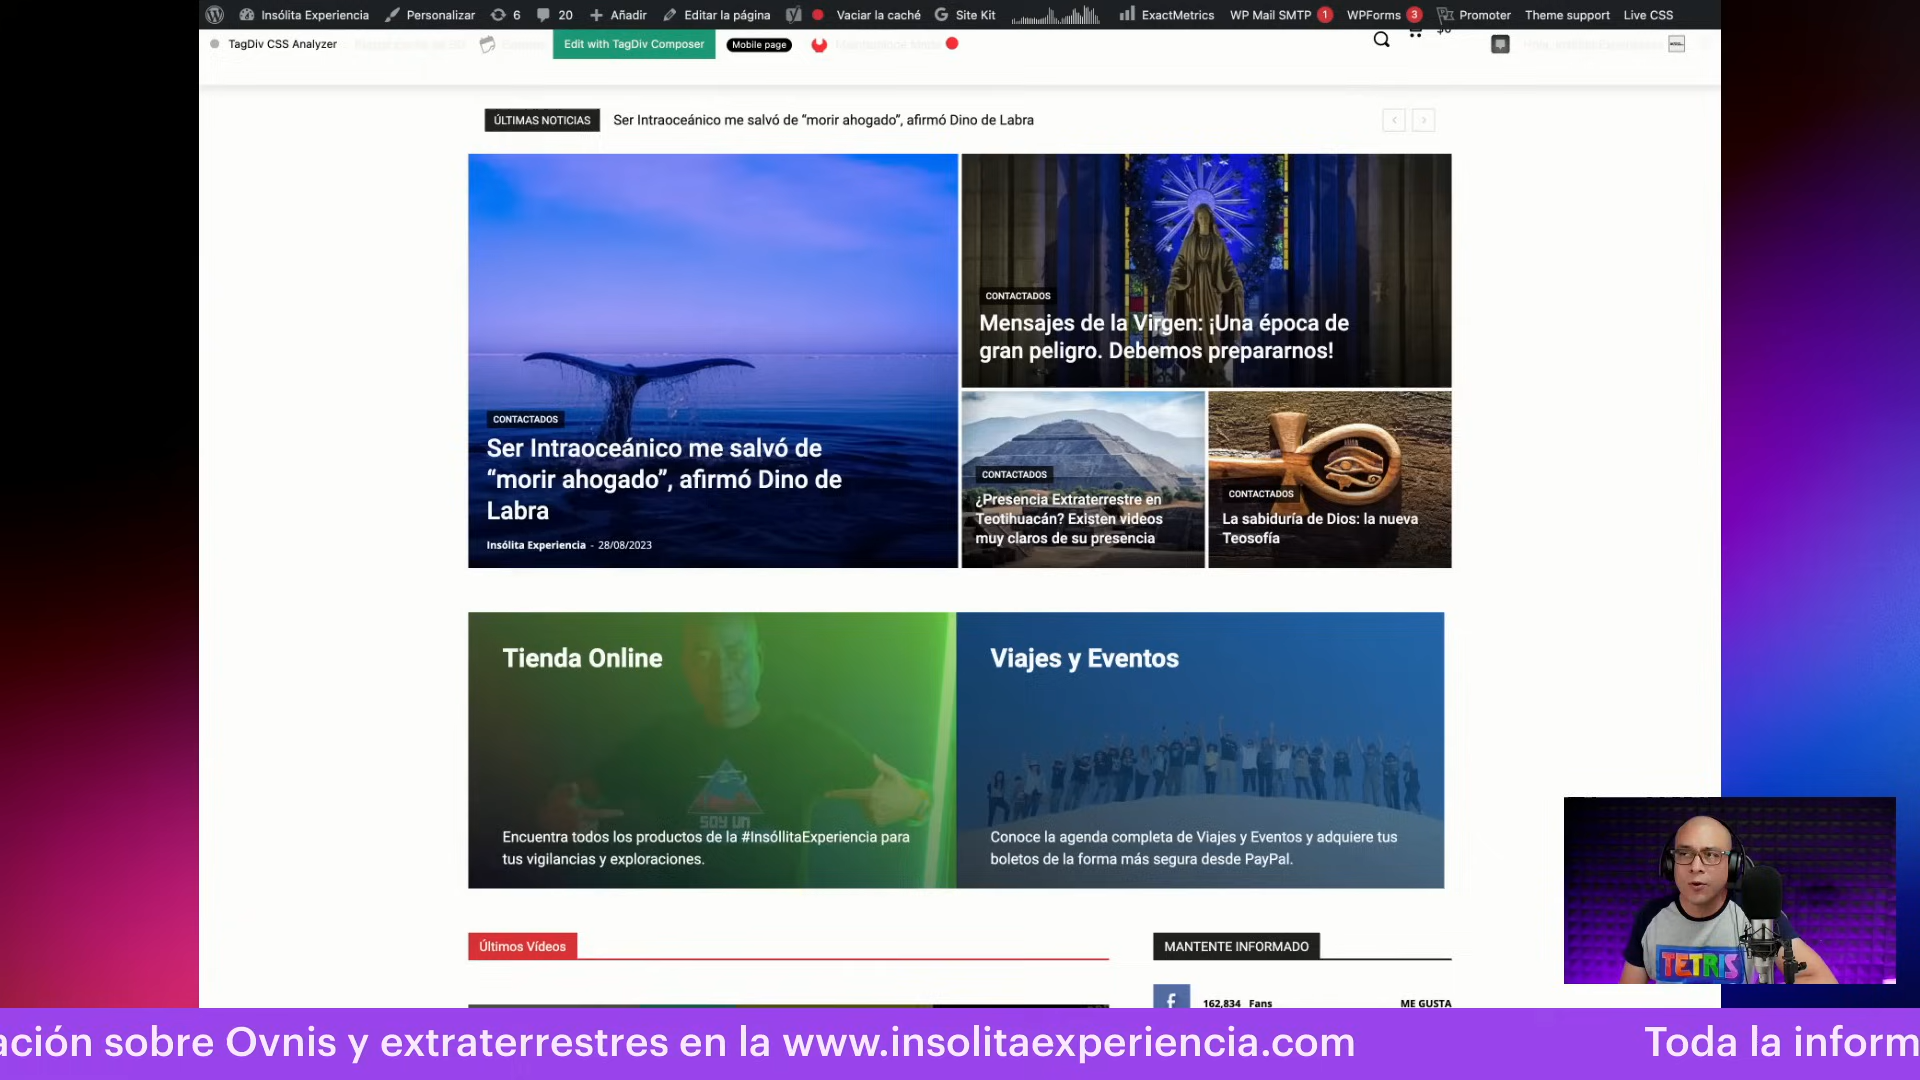 Insólita Experiencia Personalizar 6 20 Añadir Editar la página Vaciar la caché Site Kit ExactMetrics WP Mail SMTP 1 WPForms 3 Promoter Theme support Live CSS
TagDiv CSS Analyzer Edit with TagDiv Composer Mobile page
ÚLTIMAS NOTICIAS Ser Intraoceánico me salvó de “morir ahogado”, afirmó Dino de Labra
CONTACTADOS
Ser Intraoceánico me salvó de
“morir ahogado”, afirmó Dino de
Labra
Insólita Experiencia - 28/08/2023
CONTACTADOS
Mensajes de la Virgen: ¡Una época de
gran peligro. Debemos prepararnos!
CONTACTADOS
¿Presencia Extraterrestre en
Teotihuacán? Existen videos
muy claros de su presencia
CONTACTADOS
La sabiduría de Dios: la nueva
Teosofía
Tienda Online
SOY UN
Encuentra todos los productos de la #InsóllitaExperiencia para
tus vigilancias y exploraciones.
Viajes y Eventos
Conoce la agenda completa de Viajes y Eventos y adquiere tus
boletos de la forma más segura desde PayPal.
Últimos Vídeos
MANTENTE INFORMADO
162,834 Fans ME GUSTA
TETRIS
ación sobre Ovnis y extraterrestres en la www.insolitaexperiencia.com Toda la inform